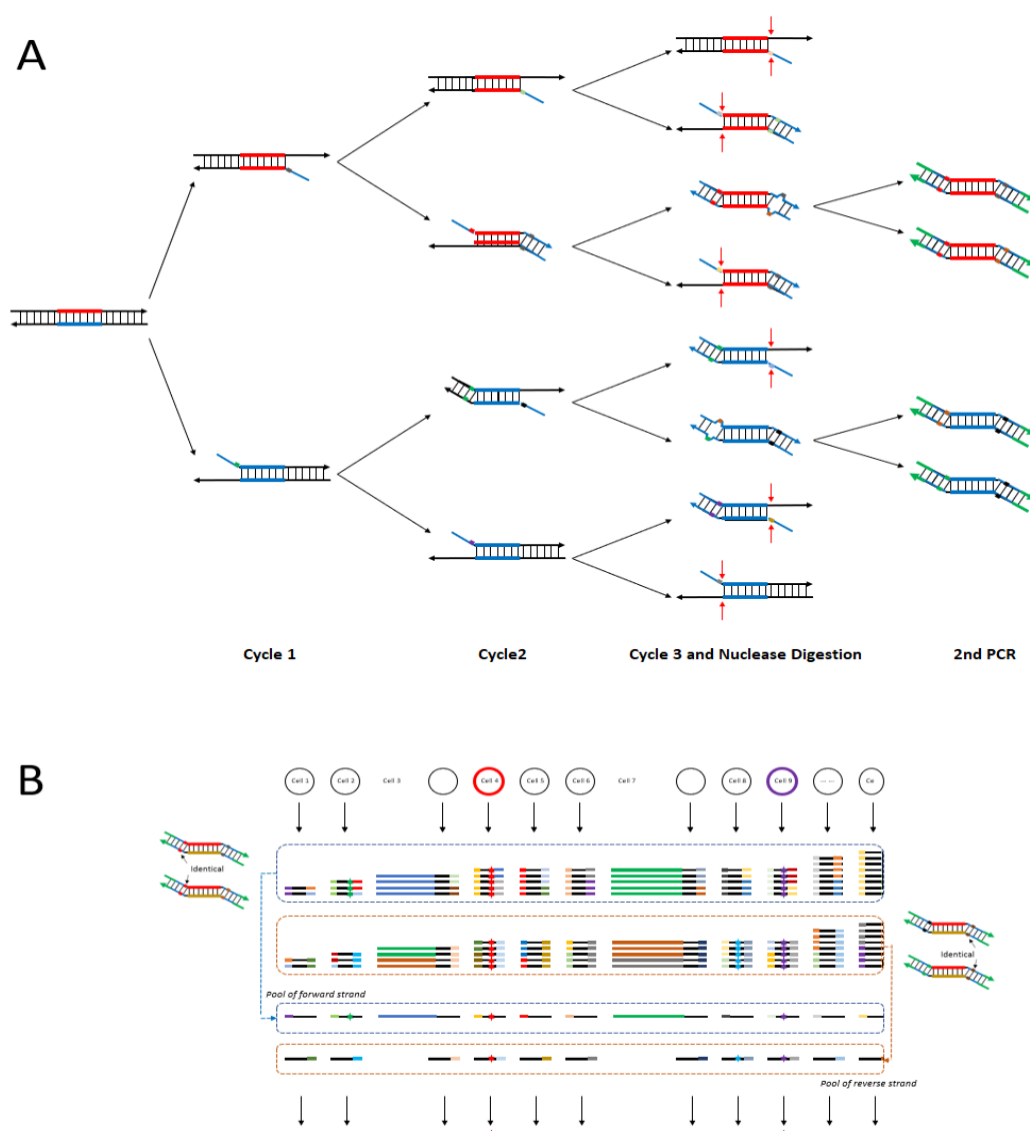 A
Cycle 1
Cycle2
Cycle 3 and Nuclease Digestion
2nd PCR
B
Cell 1
Cell 2
Cell 3
Cell 4
Cell 5
Cell 6
Cell 7
Cell 8
Cell 9
... ...
Ce
Identical
Identical
Pool of forward strand
Pool of reverse strand